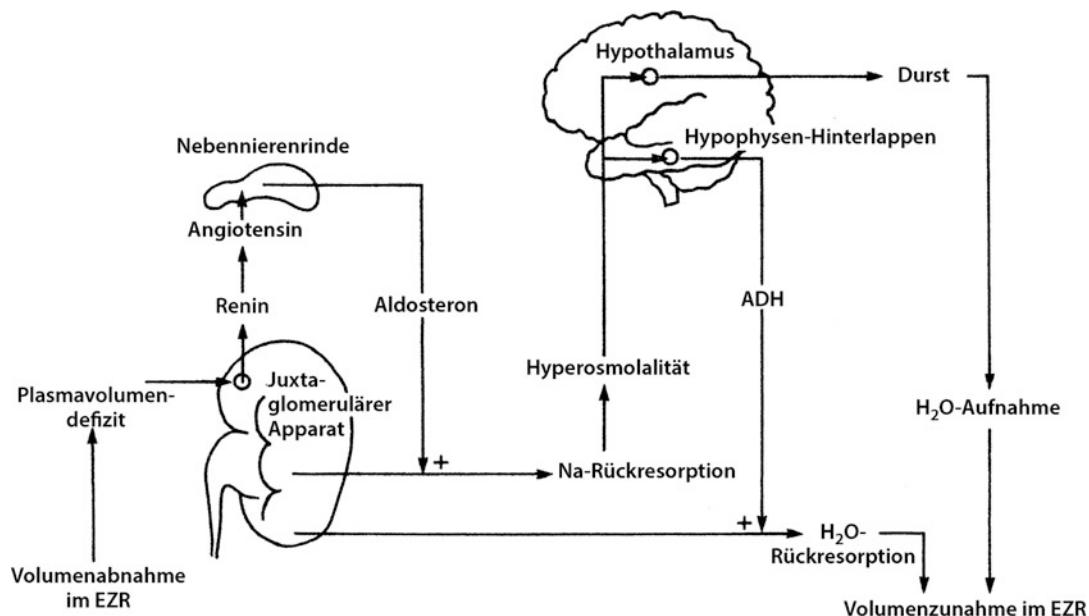 Hypothalamus
Durst
Hypophysen-Hinterlappen
Nebennierenrinde
Angiotensin
Renin
Aldosteron
ADH
Hyperosmolalität
Plasmavolumen-
defizit
Juxta-
glomerulärer
Apparat
H₂O-Aufnahme
+
Na-Rückresorption
+
H₂O-
Rückresorption
Volumenabnahme
im EZR
Volumenzunahme im EZR